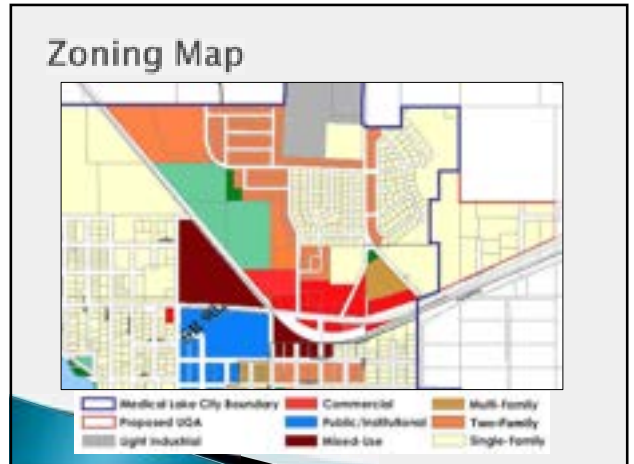 Zoning Map
Medical Lake City Boundary
Commercial
Multi-Family
Proposed UGA
Public/Institutional
Two-Family
Light Industrial
Mixed-Use
Single-Family